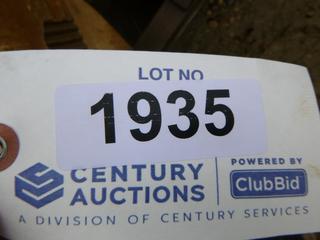 LOT NO
1935
CENTURY
AUCTIONS
POWERED BY
ClubBid
A DIVISION OF CENTURY SERVICES